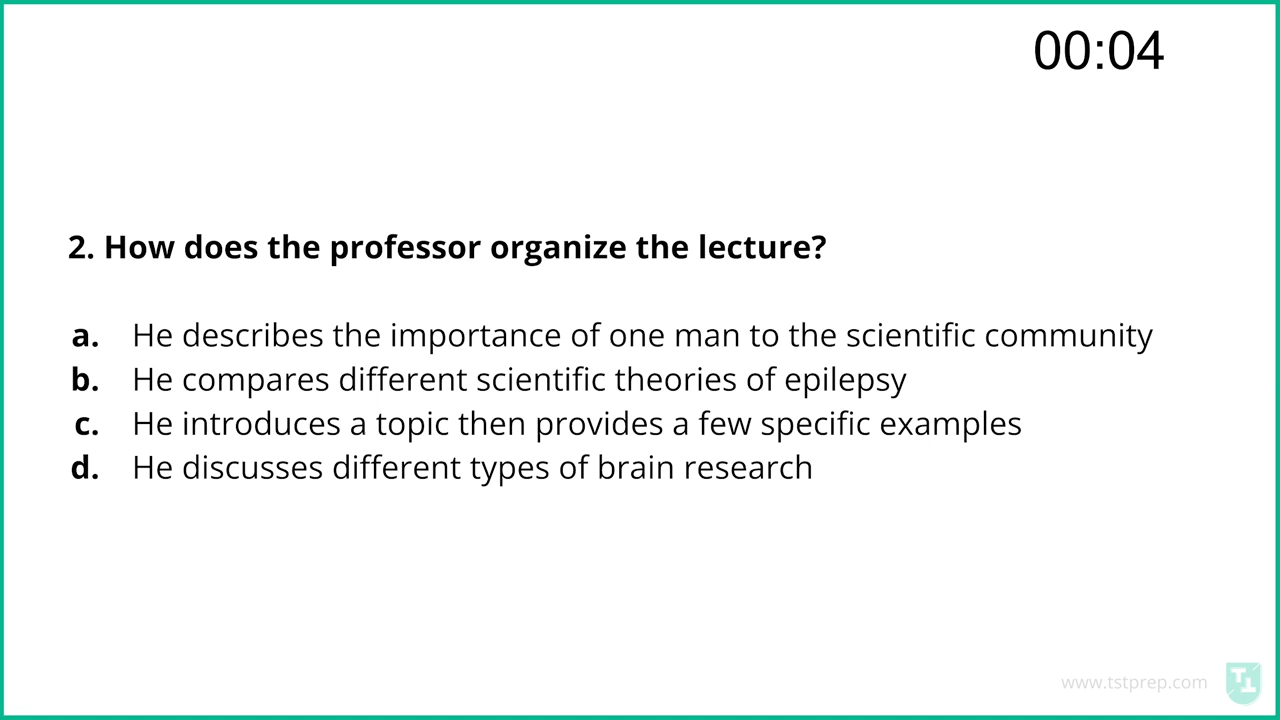 00:04
2. How does the professor organize the lecture?
a. He describes the importance of one man to the scientific community
b. He compares different scientific theories of epilepsy
c. He introduces a topic then provides a few specific examples
d. He discusses different types of brain research
www.tstprep.com